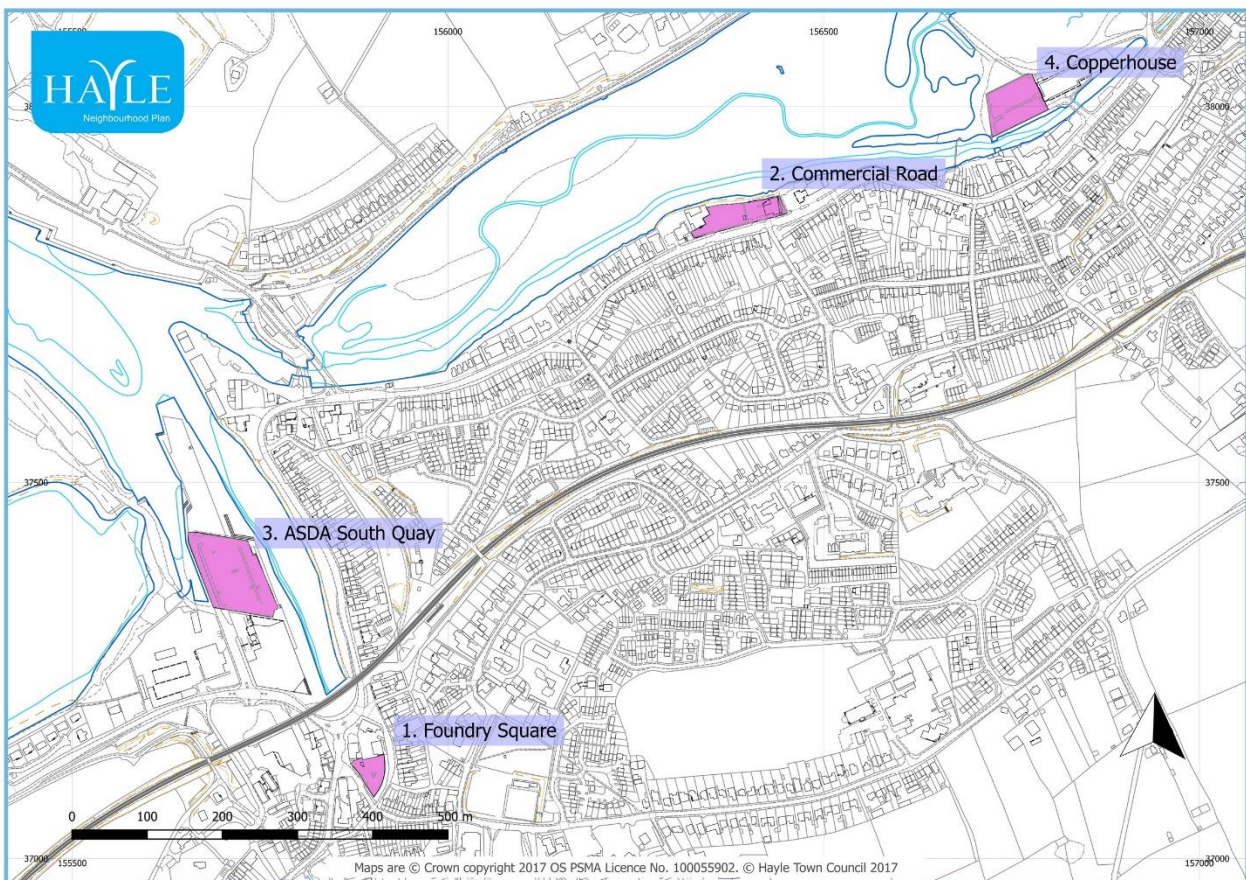 155500
156000
156500
157000
HAYLE
Neighbourhood Plan
4. Copperhouse
38000
2. Commercial Road
37500
37500
3. ASDA South Quay
1. Foundry Square
0 100 200 300 400 500 m
37000
37000
155500
157000
Maps are © Crown copyright 2017 OS PSMA Licence No. 100055902. © Hayle Town Council 2017